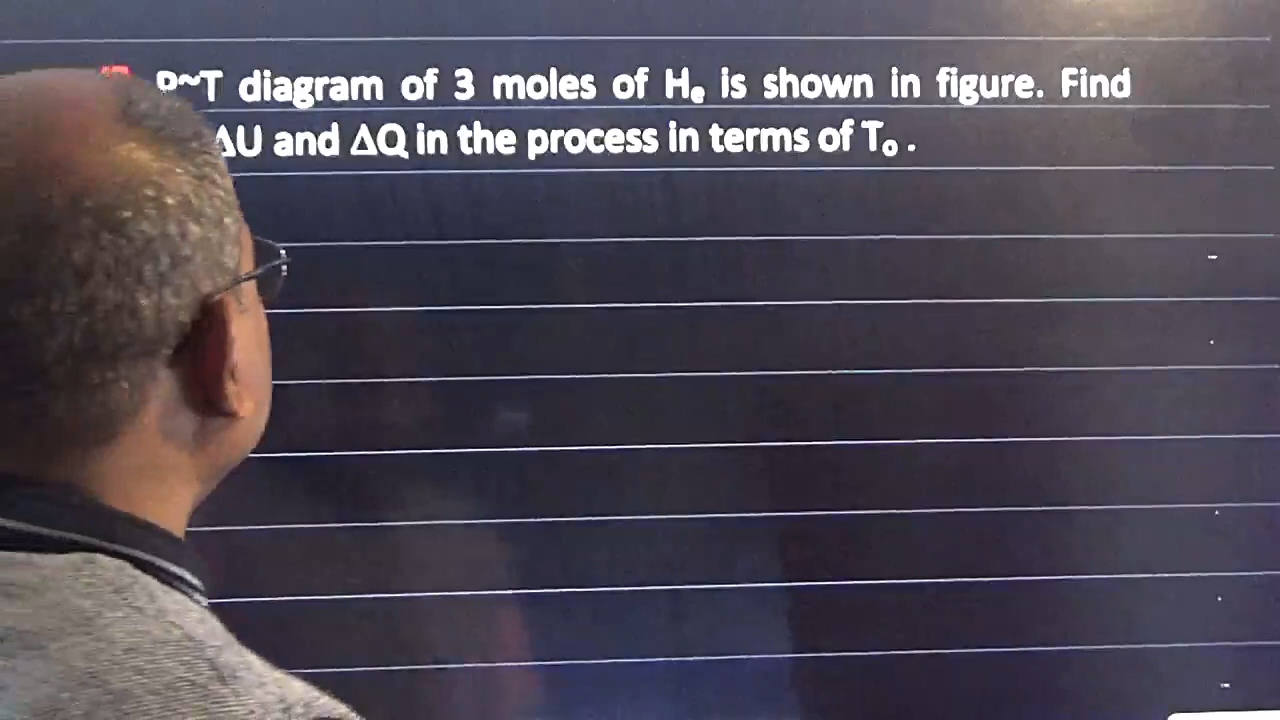 P~T diagram of 3 moles of He is shown in figure. Find
ΔU and ΔQ in the process in terms of To .